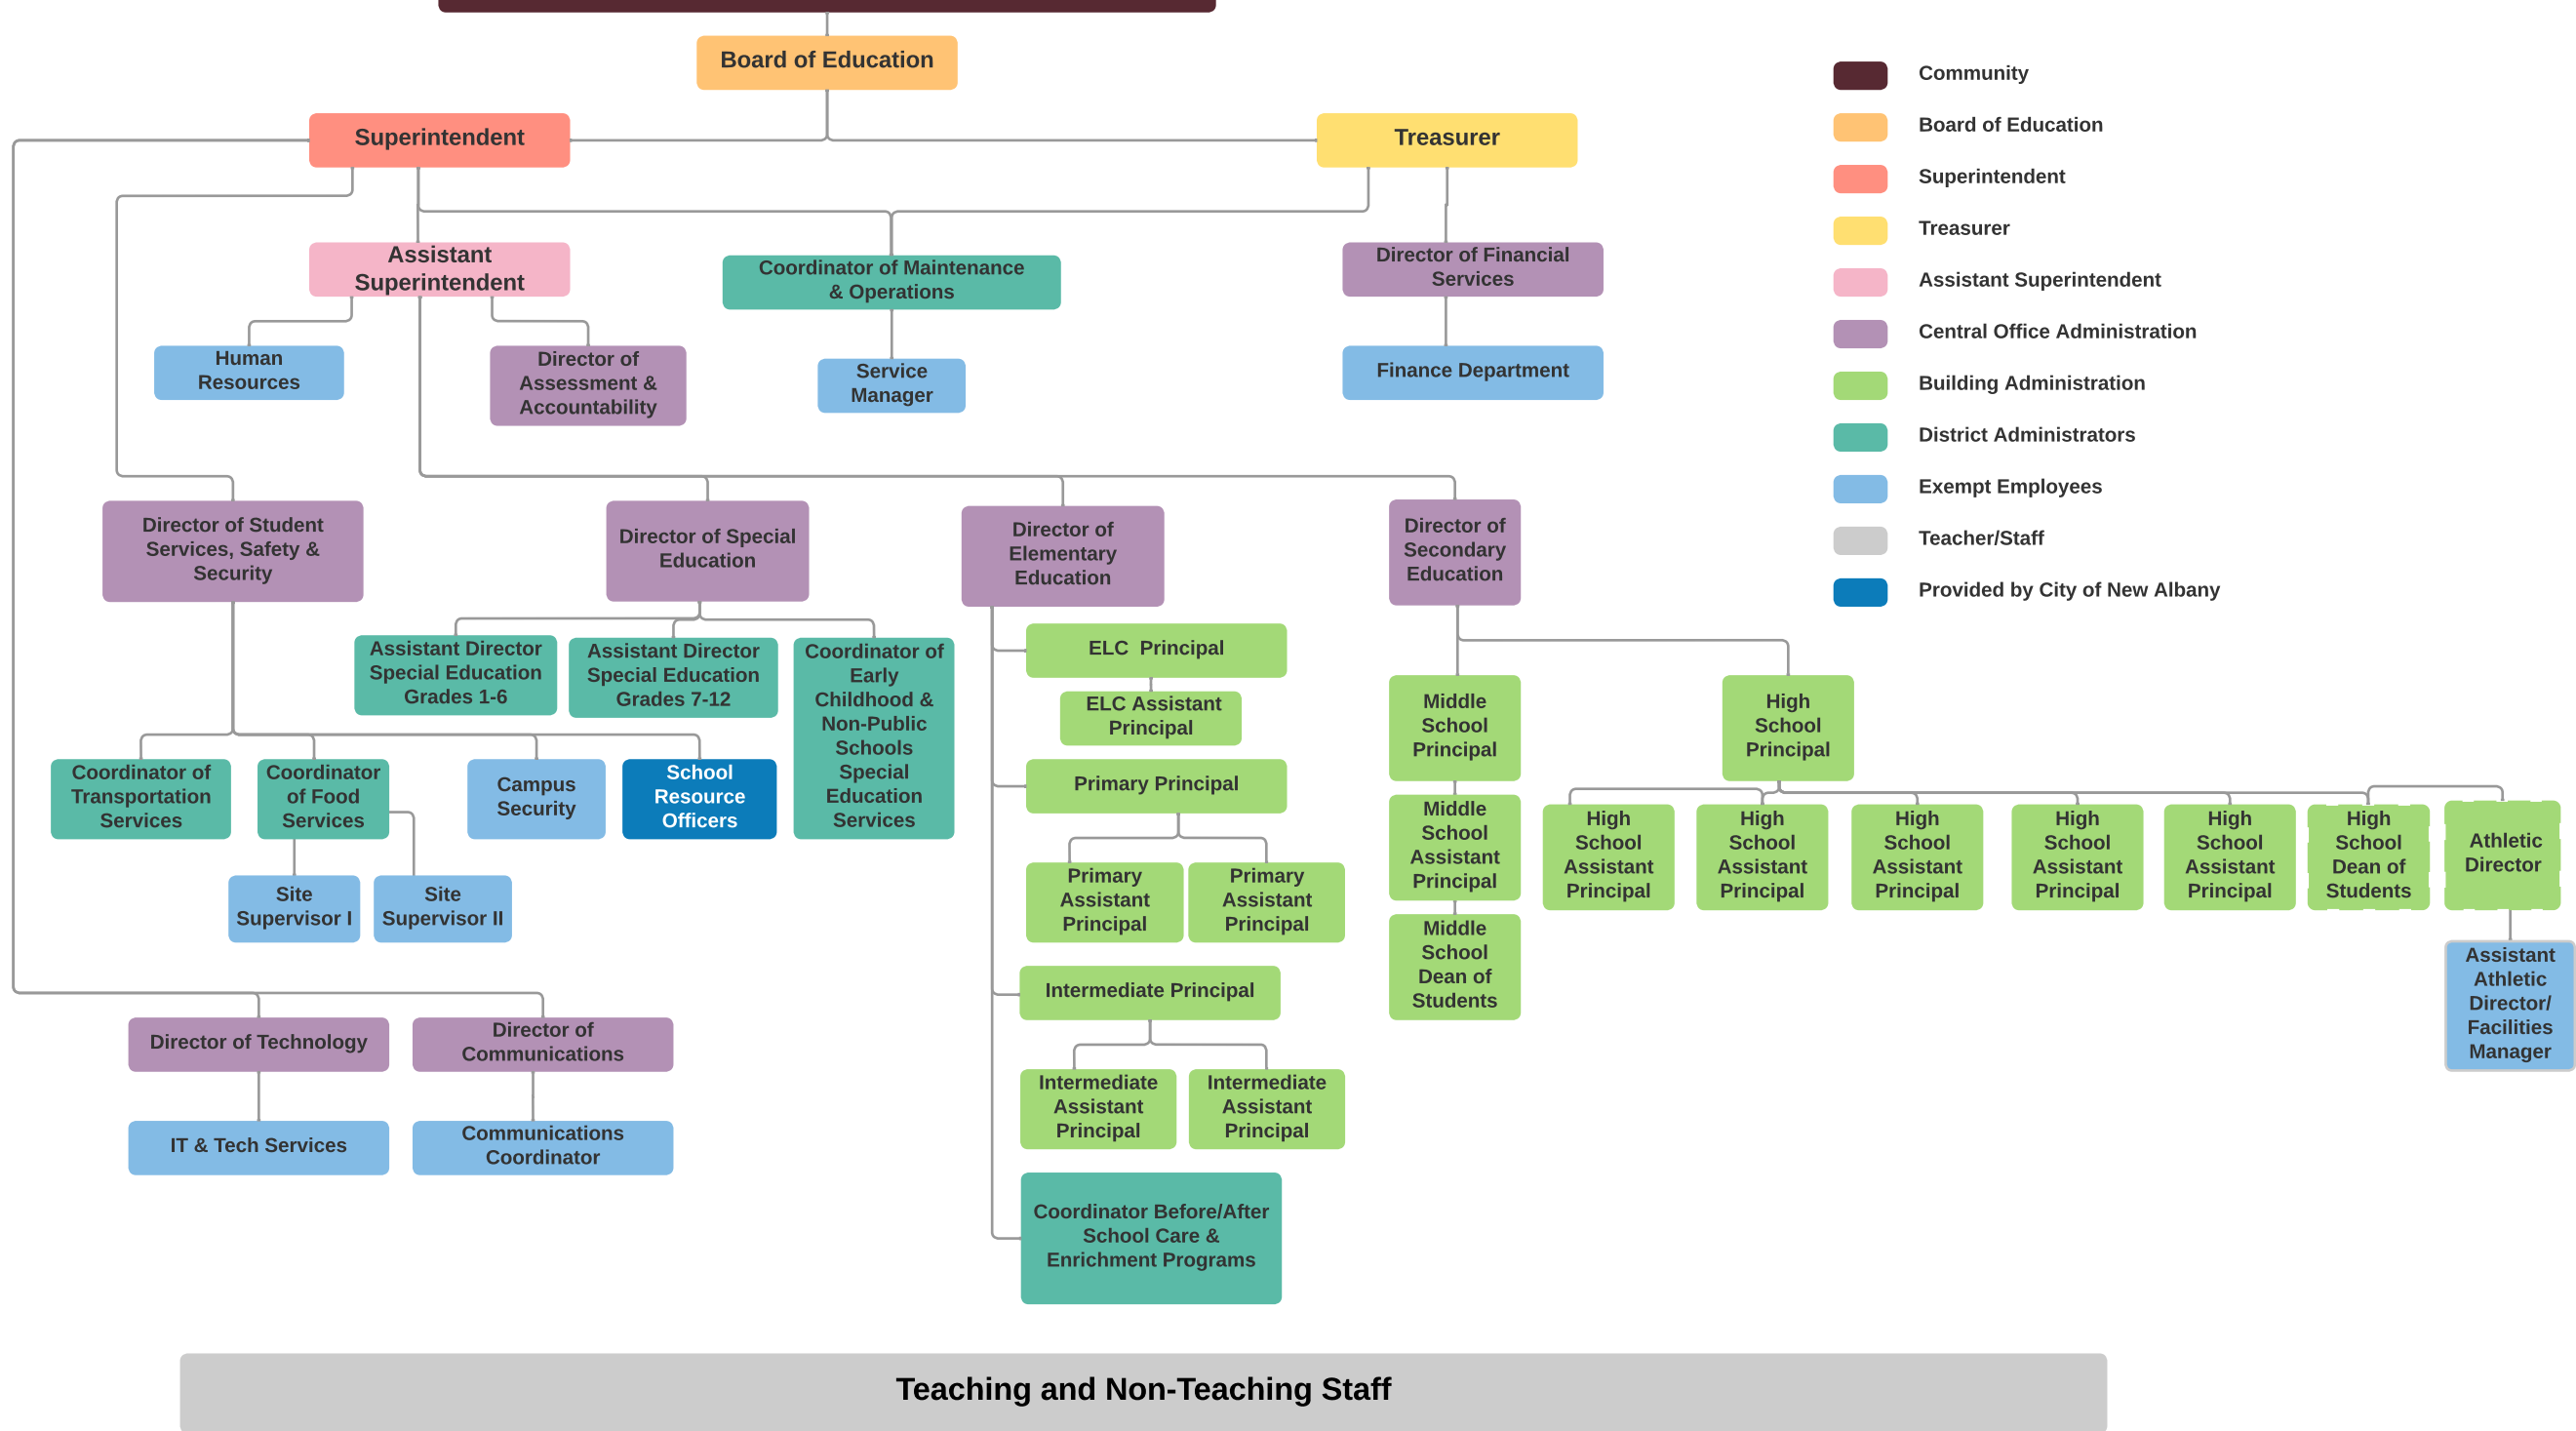 Board of Education
Superintendent
Treasurer
Assistant
Superintendent
Coordinator of Maintenance
& Operations
Director of Financial
Services
Human
Resources
Director of
Assessment &
Accountability
Service
Manager
Finance Department
Director of Student
Services, Safety &
Security
Director of Special
Education
Director of
Elementary
Education
Director of
Secondary
Education
Assistant Director
Special Education
Grades 1-6
Assistant Director
Special Education
Grades 7-12
Coordinator of
Early
Childhood &
Non-Public
Schools
Special
Education
Services
ELC  Principal
ELC Assistant
Principal
Primary Principal
Primary
Assistant
Principal
Primary
Assistant
Principal
Intermediate Principal
Intermediate
Assistant
Principal
Intermediate
Assistant
Principal
Coordinator Before/After
School Care &
Enrichment Programs
Middle
School
Principal
Middle
School
Assistant
Principal
Middle
School
Dean of
Students
High
School
Principal
High
School
Assistant
Principal
High
School
Assistant
Principal
High
School
Assistant
Principal
High
School
Assistant
Principal
High
School
Assistant
Principal
High
School
Dean of
Students
Athletic
Director
Assistant
Athletic
Director/
Facilities
Manager
Coordinator of
Transportation
Services
Coordinator
of Food
Services
Campus
Security
School
Resource
Officers
Site
Supervisor I
Site
Supervisor II
Director of Technology
Director of
Communications
IT & Tech Services
Communications
Coordinator
Community
Board of Education
Superintendent
Treasurer
Assistant Superintendent
Central Office Administration
Building Administration
District Administrators
Exempt Employees
Teacher/Staff
Provided by City of New Albany
Teaching and Non-Teaching Staff